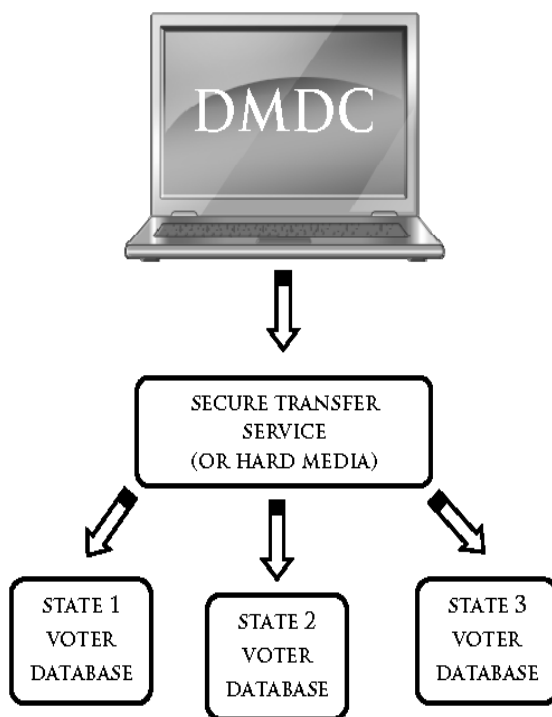 DMDC
SECURE TRANSFER
SERVICE
(OR HARD MEDIA)
STATE 1
VOTER
DATABASE
STATE 2
VOTER
DATABASE
STATE 3
VOTER
DATABASE